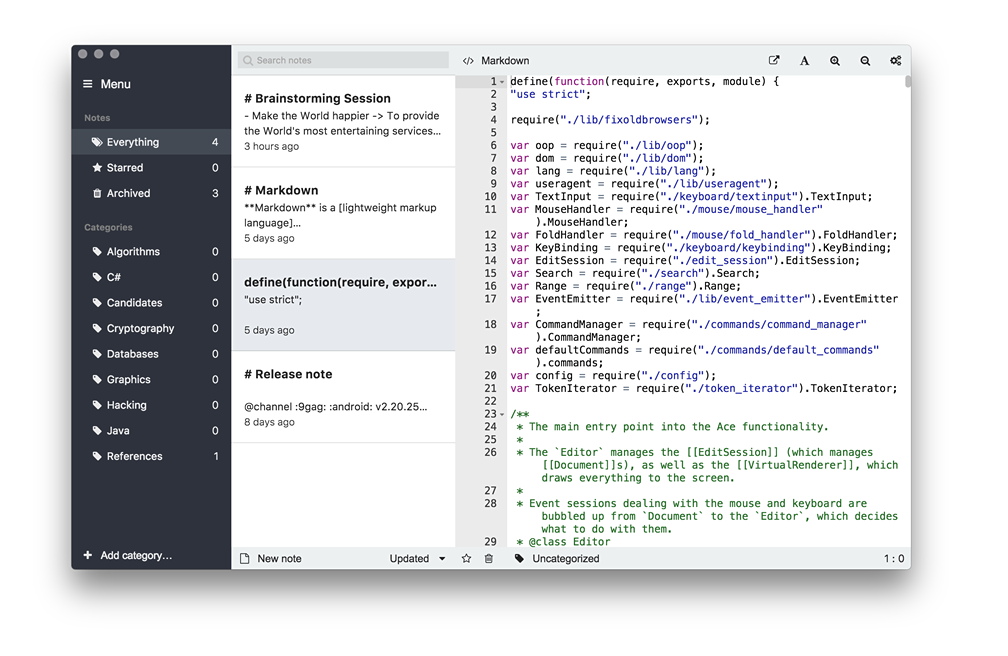 Menu
Notes
Everything 4
Starred 0
Archived 3
Categories
Algorithms 0
C# 0
Candidates 0
Cryptography 0
Databases 0
Graphics 0
Hacking 0
Java 0
References 1
+ Add category...
Search notes
# Brainstorming Session
- Make the World happier -> To provide
the World's most entertaining services...
3 hours ago
# Markdown
**Markdown** is a [lightweight markup
language]...
5 days ago
define(function(require, expor...
"use strict";
5 days ago
# Release note
@channel :9gag: :android: v2.20.25...
8 days ago
New note
Updated
</> Markdown
A
1 define(function(require, exports, module) {
2 "use strict";
3
4 require("./lib/fixoldbrowsers");
5
6 var oop = require("./lib/oop");
7 var dom = require("./lib/dom");
8 var lang = require("./lib/lang");
9 var useragent = require("./lib/useragent");
10 var TextInput = require("./keyboard/textinput").TextInput;
11 var MouseHandler = require("./mouse/mouse_handler"
).MouseHandler;
12 var FoldHandler = require("./mouse/fold_handler").FoldHandler;
13 var KeyBinding = require("./keyboard/keybinding").KeyBinding;
14 var EditSession = require("./edit_session").EditSession;
15 var Search = require("./search").Search;
16 var Range = require("./range").Range;
17 var EventEmitter = require("./lib/event_emitter").EventEmitter
;
18 var CommandManager = require("./commands/command_manager"
).CommandManager;
19 var defaultCommands = require("./commands/default_commands"
).commands;
20 var config = require("./config");
21 var TokenIterator = require("./token_iterator").TokenIterator;
22
23 /**
24 * The main entry point into the Ace functionality.
25 *
26 * The `Editor` manages the [[EditSession]] (which manages
[[Document]]s), as well as the [[VirtualRenderer]], which
draws everything to the screen.
27 *
28 * Event sessions dealing with the mouse and keyboard are
bubbled up from `Document` to the `Editor`, which decides
what to do with them.
29 * @class Editor
Uncategorized
1 : 0